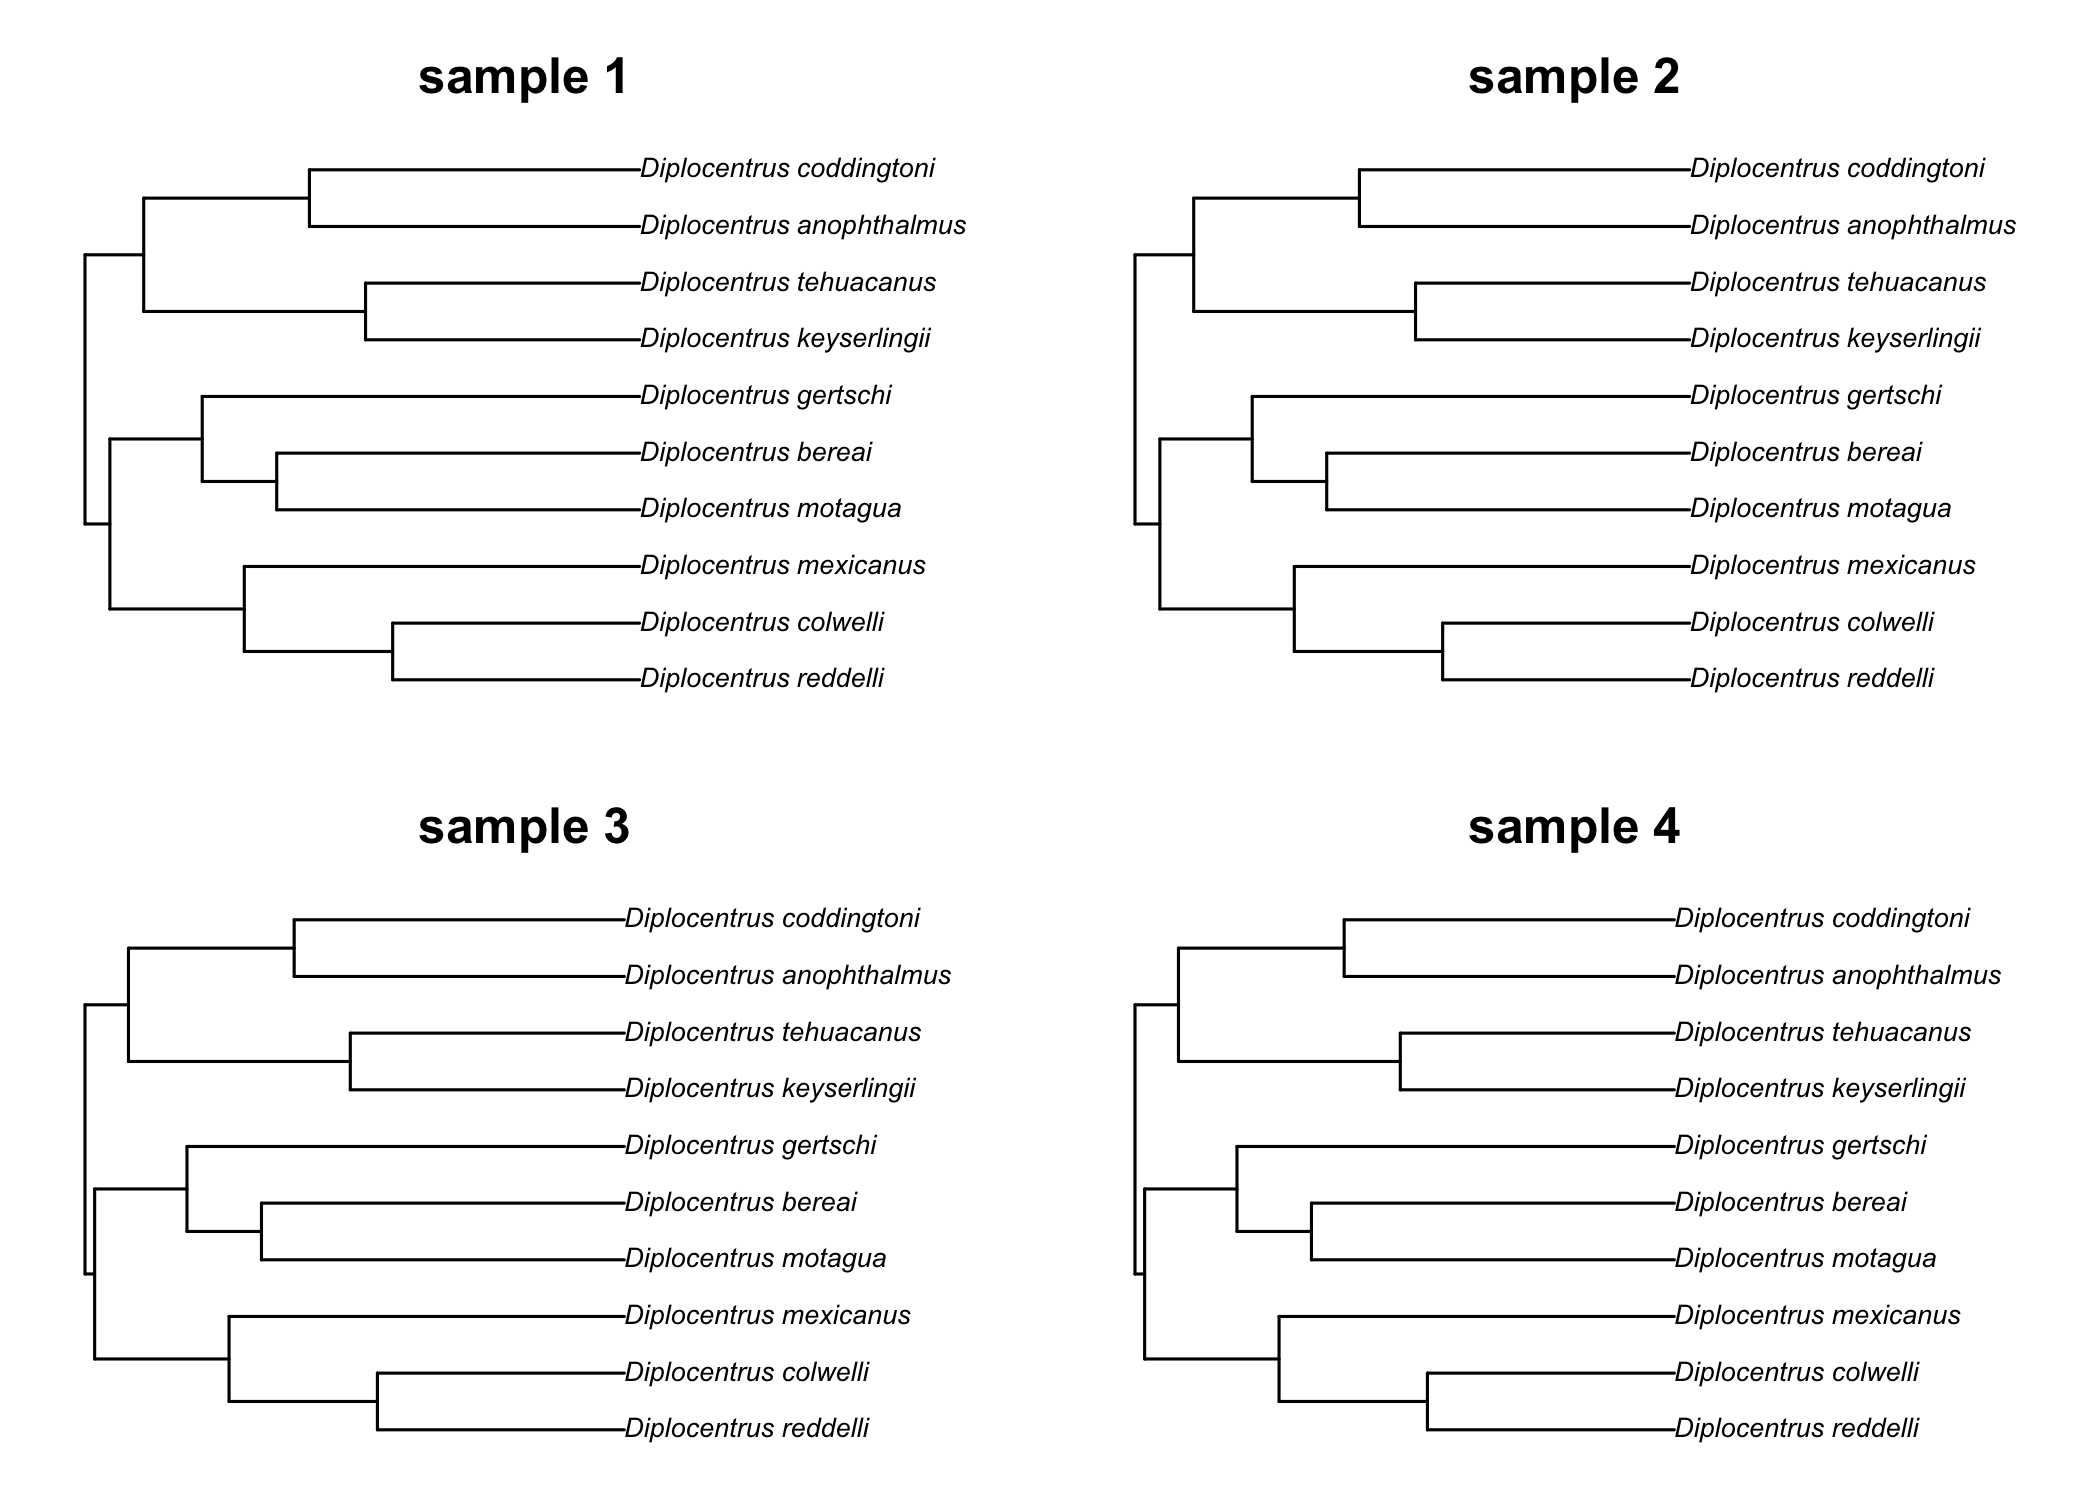 sample 1
Diplocentrus coddingtoni
Diplocentrus anophthalmus
Diplocentrus tehuacanus
Diplocentrus keyserlingii
Diplocentrus gertschi
Diplocentrus bereai
Diplocentrus motagua
Diplocentrus mexicanus
Diplocentrus colwelli
Diplocentrus reddelli
sample 2
Diplocentrus coddingtoni
Diplocentrus anophthalmus
Diplocentrus tehuacanus
Diplocentrus keyserlingii
Diplocentrus gertschi
Diplocentrus bereai
Diplocentrus motagua
Diplocentrus mexicanus
Diplocentrus colwelli
Diplocentrus reddelli
sample 3
Diplocentrus coddingtoni
Diplocentrus anophthalmus
Diplocentrus tehuacanus
Diplocentrus keyserlingii
Diplocentrus gertschi
Diplocentrus bereai
Diplocentrus motagua
Diplocentrus mexicanus
Diplocentrus colwelli
Diplocentrus reddelli
sample 4
Diplocentrus coddingtoni
Diplocentrus anophthalmus
Diplocentrus tehuacanus
Diplocentrus keyserlingii
Diplocentrus gertschi
Diplocentrus bereai
Diplocentrus motagua
Diplocentrus mexicanus
Diplocentrus colwelli
Diplocentrus reddelli